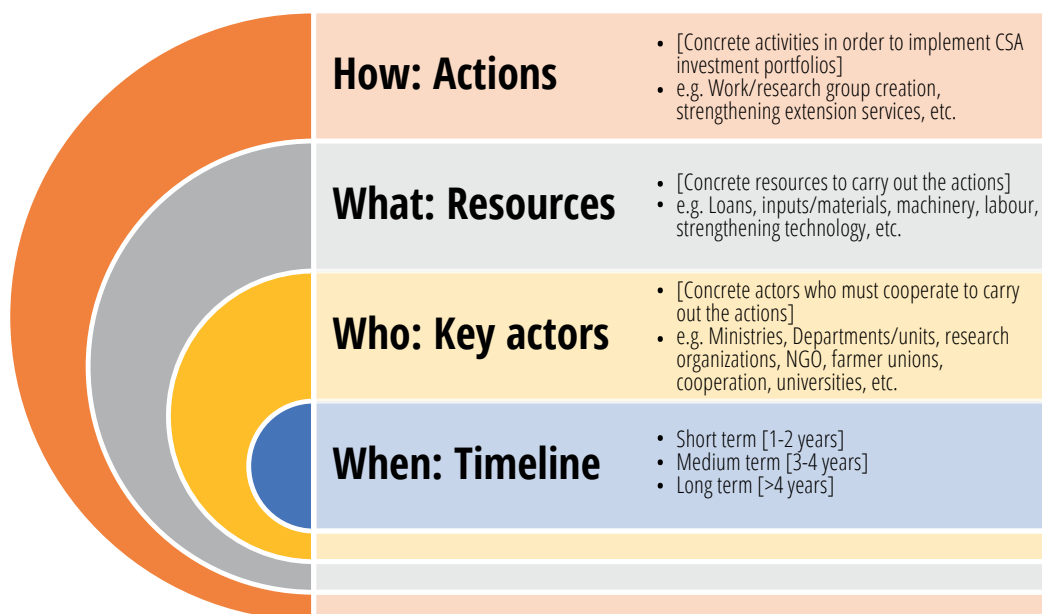 How: Actions
• [Concrete activities in order to implement CSA
investment portfolios]
• e.g. Work/research group creation,
strengthening extension services, etc.
What: Resources
• [Concrete resources to carry out the actions]
• e.g. Loans, inputs/materials, machinery, labour,
strengthening technology, etc.
Who: Key actors
• [Concrete actors who must cooperate to carry
out the actions]
• e.g. Ministries, Departments/units, research
organizations, NGO, farmer unions,
cooperation, universities, etc.
When: Timeline
• Short term [1-2 years]
• Medium term [3-4 years]
• Long term [>4 years]